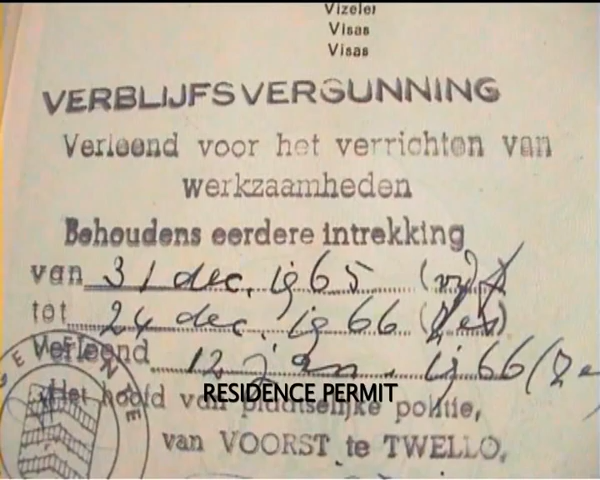 Vizeler
Visas
Visas
VERBLIJFSVERGUNNING
Verleend voor het verrichten van
werkzaamheden
Behoudens eerdere intrekking
van 31 dec. 1965
tot 24 dec. 1966 (Zes)
Verleend 12 jan. 1966
Het hoofd van plaatselijke politie,
RESIDENCE PERMIT
van VOORST te TWELLO.